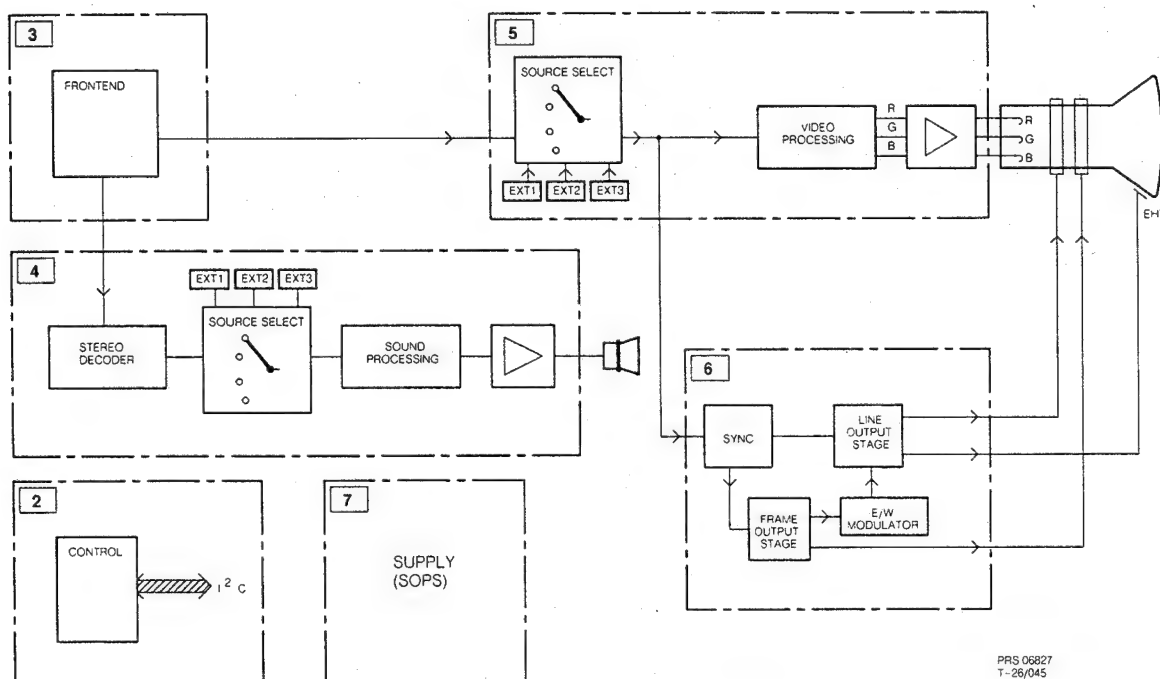 3
FRONTEND
5
SOURCE SELECT
EXT1 EXT2 EXT3
VIDEO
PROCESSING
R
G
B
R
G
B
4
STEREO
DECODER
EXT1 EXT2 EXT3
SOURCE SELECT
SOUND
PROCESSING
6
SYNC
LINE
OUTPUT
STAGE
FRAME
OUTPUT
STAGE
E/W
MODULATOR
2
CONTROL
I2C
7
SUPPLY
(SOPS)
PRS 06827
T-26/045